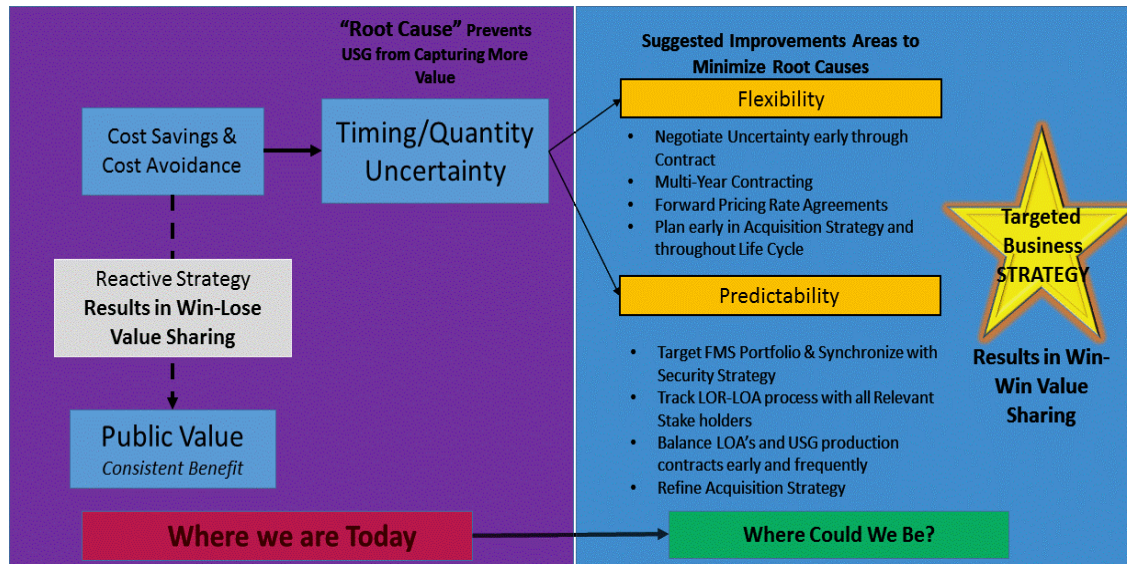 “Root Cause” Prevents
USG from Capturing More
Value
Cost Savings &
Cost Avoidance
Timing/Quantity
Uncertainty
Reactive Strategy
Results in Win-Lose
Value Sharing
Public Value
Consistent Benefit
Where we are Today
Suggested Improvements Areas to
Minimize Root Causes
Flexibility
• Negotiate Uncertainty early through
Contract
• Multi-Year Contracting
• Forward Pricing Rate Agreements
• Plan early in Acquisition Strategy and
throughout Life Cycle
Predictability
• Target FMS Portfolio & Synchronize with
Security Strategy
• Track LOR-LOA process with all Relevant
Stake holders
• Balance LOA’s and USG production
contracts early and frequently
• Refine Acquisition Strategy
Targeted
Business
STRATEGY
Results in Win-
Win Value
Sharing
Where Could We Be?